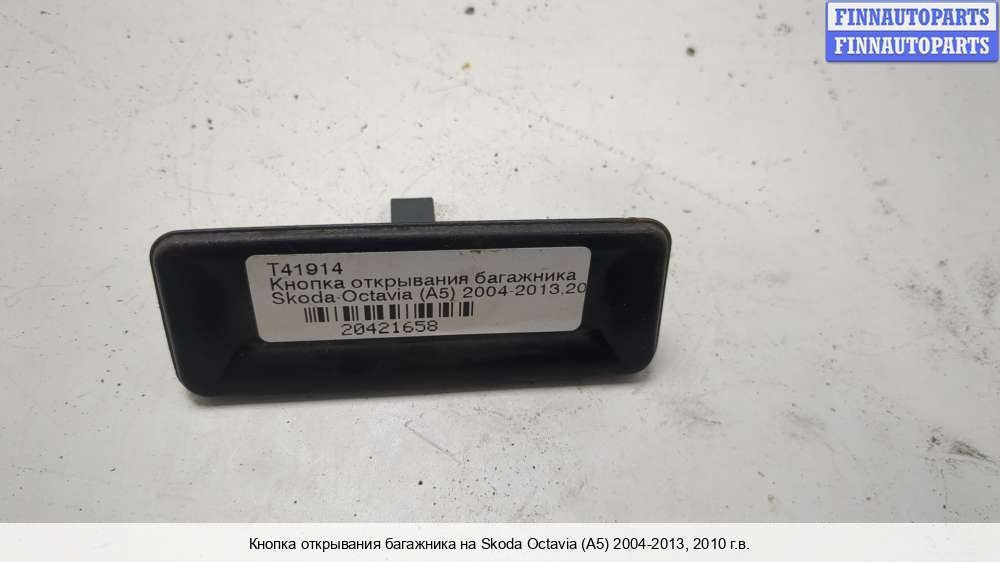 FINNAUTOPARTS
FINNAUTOPARTS
T41914
Кнопка открывания багажника
Skoda Octavia (A5) 2004-2013,20
20421658
Кнопка открывания багажника на Skoda Octavia (A5) 2004-2013, 2010 г.в.